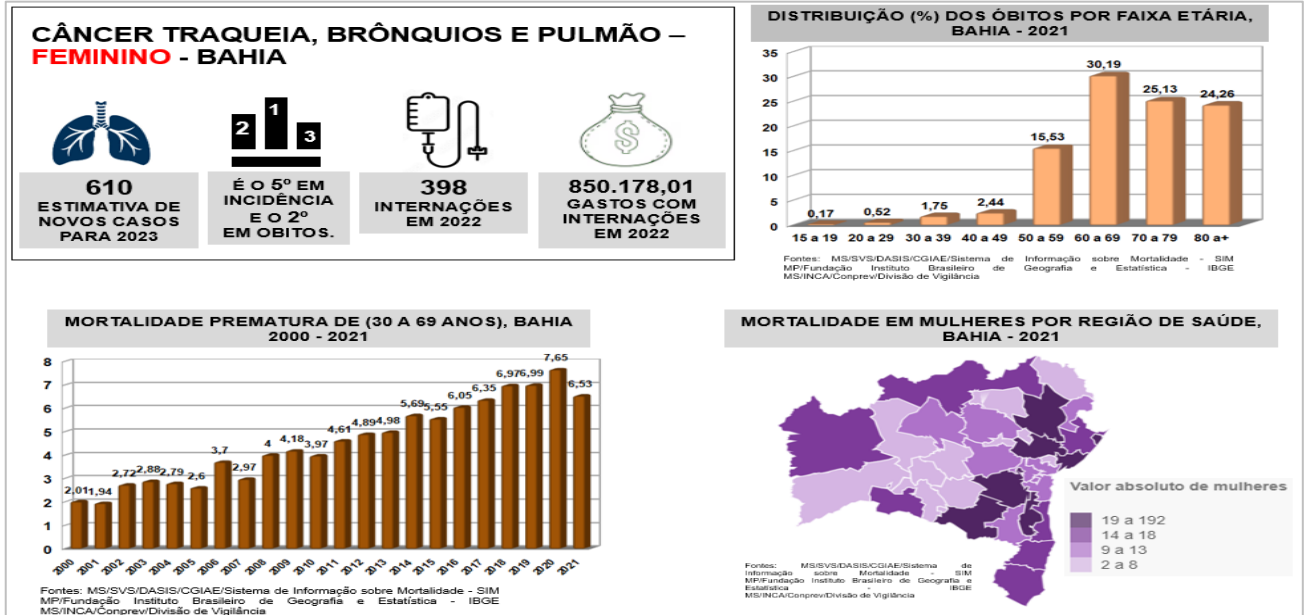 CÂNCER TRAQUEIA, BRÔNQUIOS E PULMÃO –
FEMININO - BAHIA
2
1
3
610
ESTIMATIVA DE
NOVOS CASOS
PARA 2023
É O 5º EM
INCIDÊNCIA
E O 2º
EM OBITOS.
398
INTERNAÇÕES
EM 2022
$
850.178,01
GASTOS COM
INTERNAÇÕES
EM 2022
DISTRIBUIÇÃO (%) DOS ÓBITOS POR FAIXA ETÁRIA,
BAHIA - 2021
35
30
25
20
15
10
5
0
0,17
0,52
1,75
2,44
15,53
30,19
25,13
24,26
15 a 19
20 a 29
30 a 39
40 a 49
50 a 59
60 a 69
70 a 79
80 a+
Fontes: MS/SVS/DASIS/CGIAE/Sistema de Informação sobre Mortalidade - SIM
MP/Fundação Instituto Brasileiro de Geografia e Estatística - IBGE
MS/INCA/Conprev/Divisão de Vigilância
MORTALIDADE PREMATURA DE (30 A 69 ANOS), BAHIA
2000 - 2021
8
7
6
5
4
3
2
1
0
2,01
1,94
2,72
2,88
2,79
2,6
3,7
2,97
4
4,18
3,97
4,61
4,89
4,98
5,69
5,55
6,05
6,35
6,97
6,99
7,65
6,53
2000
2001
2002
2003
2004
2005
2006
2007
2008
2009
2010
2011
2012
2013
2014
2015
2016
2017
2018
2019
2020
2021
Fontes: MS/SVS/DASIS/CGIAE/Sistema de Informação sobre Mortalidade - SIM
MP/Fundação Instituto Brasileiro de Geografia e Estatística - IBGE
MS/INCA/Conprev/Divisão de Vigilância
MORTALIDADE EM MULHERES POR REGIÃO DE SAÚDE,
BAHIA - 2021
Valor absoluto de mulheres
19 a 192
14 a 18
9 a 13
2 a 8
Fontes: MS/SVS/DASIS/CGIAE/Sistema de
Informação sobre Mortalidade - SIM
MP/Fundação Instituto Brasileiro de Geografia e
Estatística - IBGE
MS/INCA/Conprev/Divisão de Vigilância